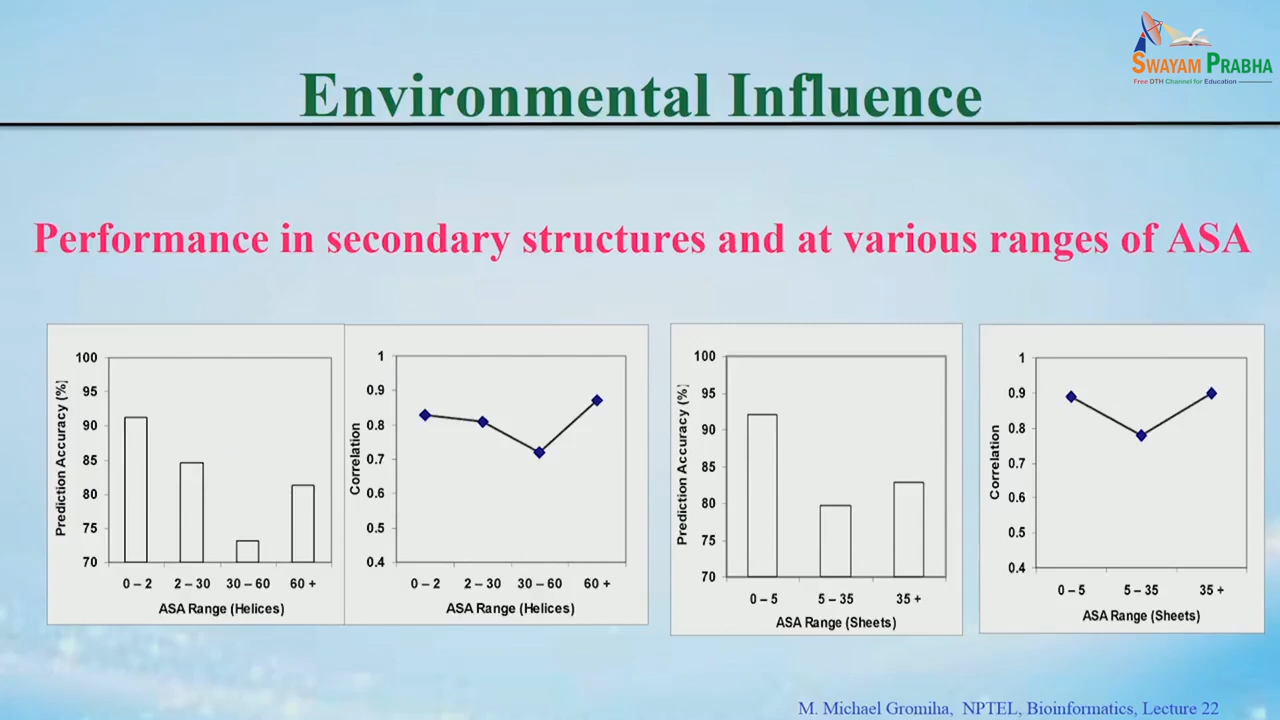 SWAYAM PRABHA
Free DTH Channel for Education
Environmental Influence
Performance in secondary structures and at various ranges of ASA
Prediction Accuracy (%)
100
95
90
85
80
75
70
0 – 2 2 – 30 30 – 60 60 +
ASA Range (Helices)
Correlation
1
0.9
0.8
0.7
0.6
0.5
0.4
0 – 2 2 – 30 30 – 60 60 +
ASA Range (Helices)
Prediction Accuracy (%)
100
95
90
85
80
75
70
0 – 5 5 – 35 35 +
ASA Range (Sheets)
Correlation
1
0.9
0.8
0.7
0.6
0.5
0.4
0 – 5 5 – 35 35 +
ASA Range (Sheets)
M. Michael Gromiha, NPTEL, Bioinformatics, Lecture 22